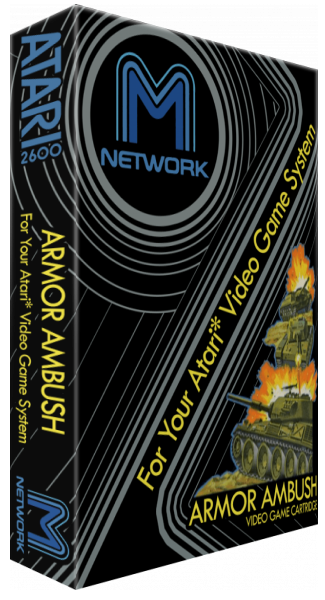 ATARI
2600
ARMOR AMBUSH
For Your Atari* Video Game System
M
NETWORK
M
NETWORK
For Your Atari* Video Game System
ARMOR AMBUSH
VIDEO GAME CARTRIDGE